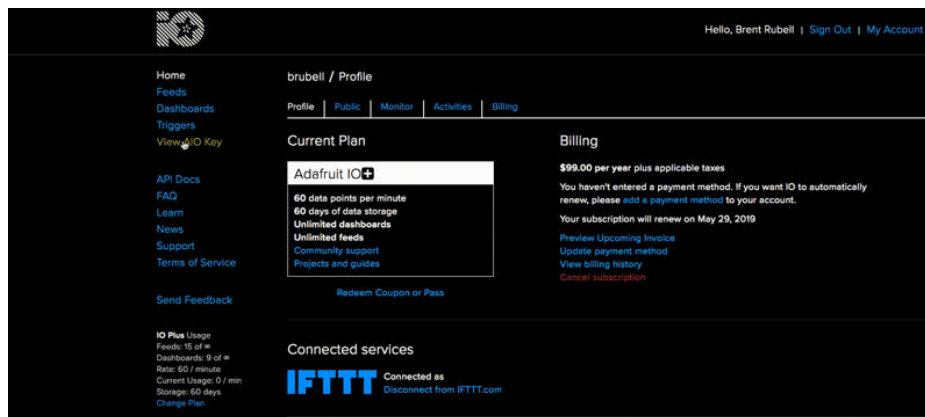 iO
Hello, Brent Rubell | Sign Out | My Account
Home
Feeds
Dashboards
Triggers
View AIO Key
API Docs
FAQ
Learn
News
Support
Terms of Service
Send Feedback
IO Plus Usage
Feeds: 15 of ∞
Dashboards: 9 of ∞
Rate: 60 / minute
Current Usage: 0 / min
Storage: 60 days
Change Plan
brubell / Profile
Profile | Public | Monitor | Activities | Billing
Current Plan
Adafruit IO+
60 data points per minute
60 days of data storage
Unlimited dashboards
Unlimited feeds
Community support
Projects and guides
Redeem Coupon or Pass
Billing
$99.00 per year plus applicable taxes
You haven't entered a payment method. If you want IO to automatically
renew, please add a payment method to your account.
Your subscription will renew on May 29, 2019
Preview Upcoming Invoice
Update payment method
View billing history
Cancel subscription
Connected services
IFTTT
Connected as
Disconnect from IFTTT.com